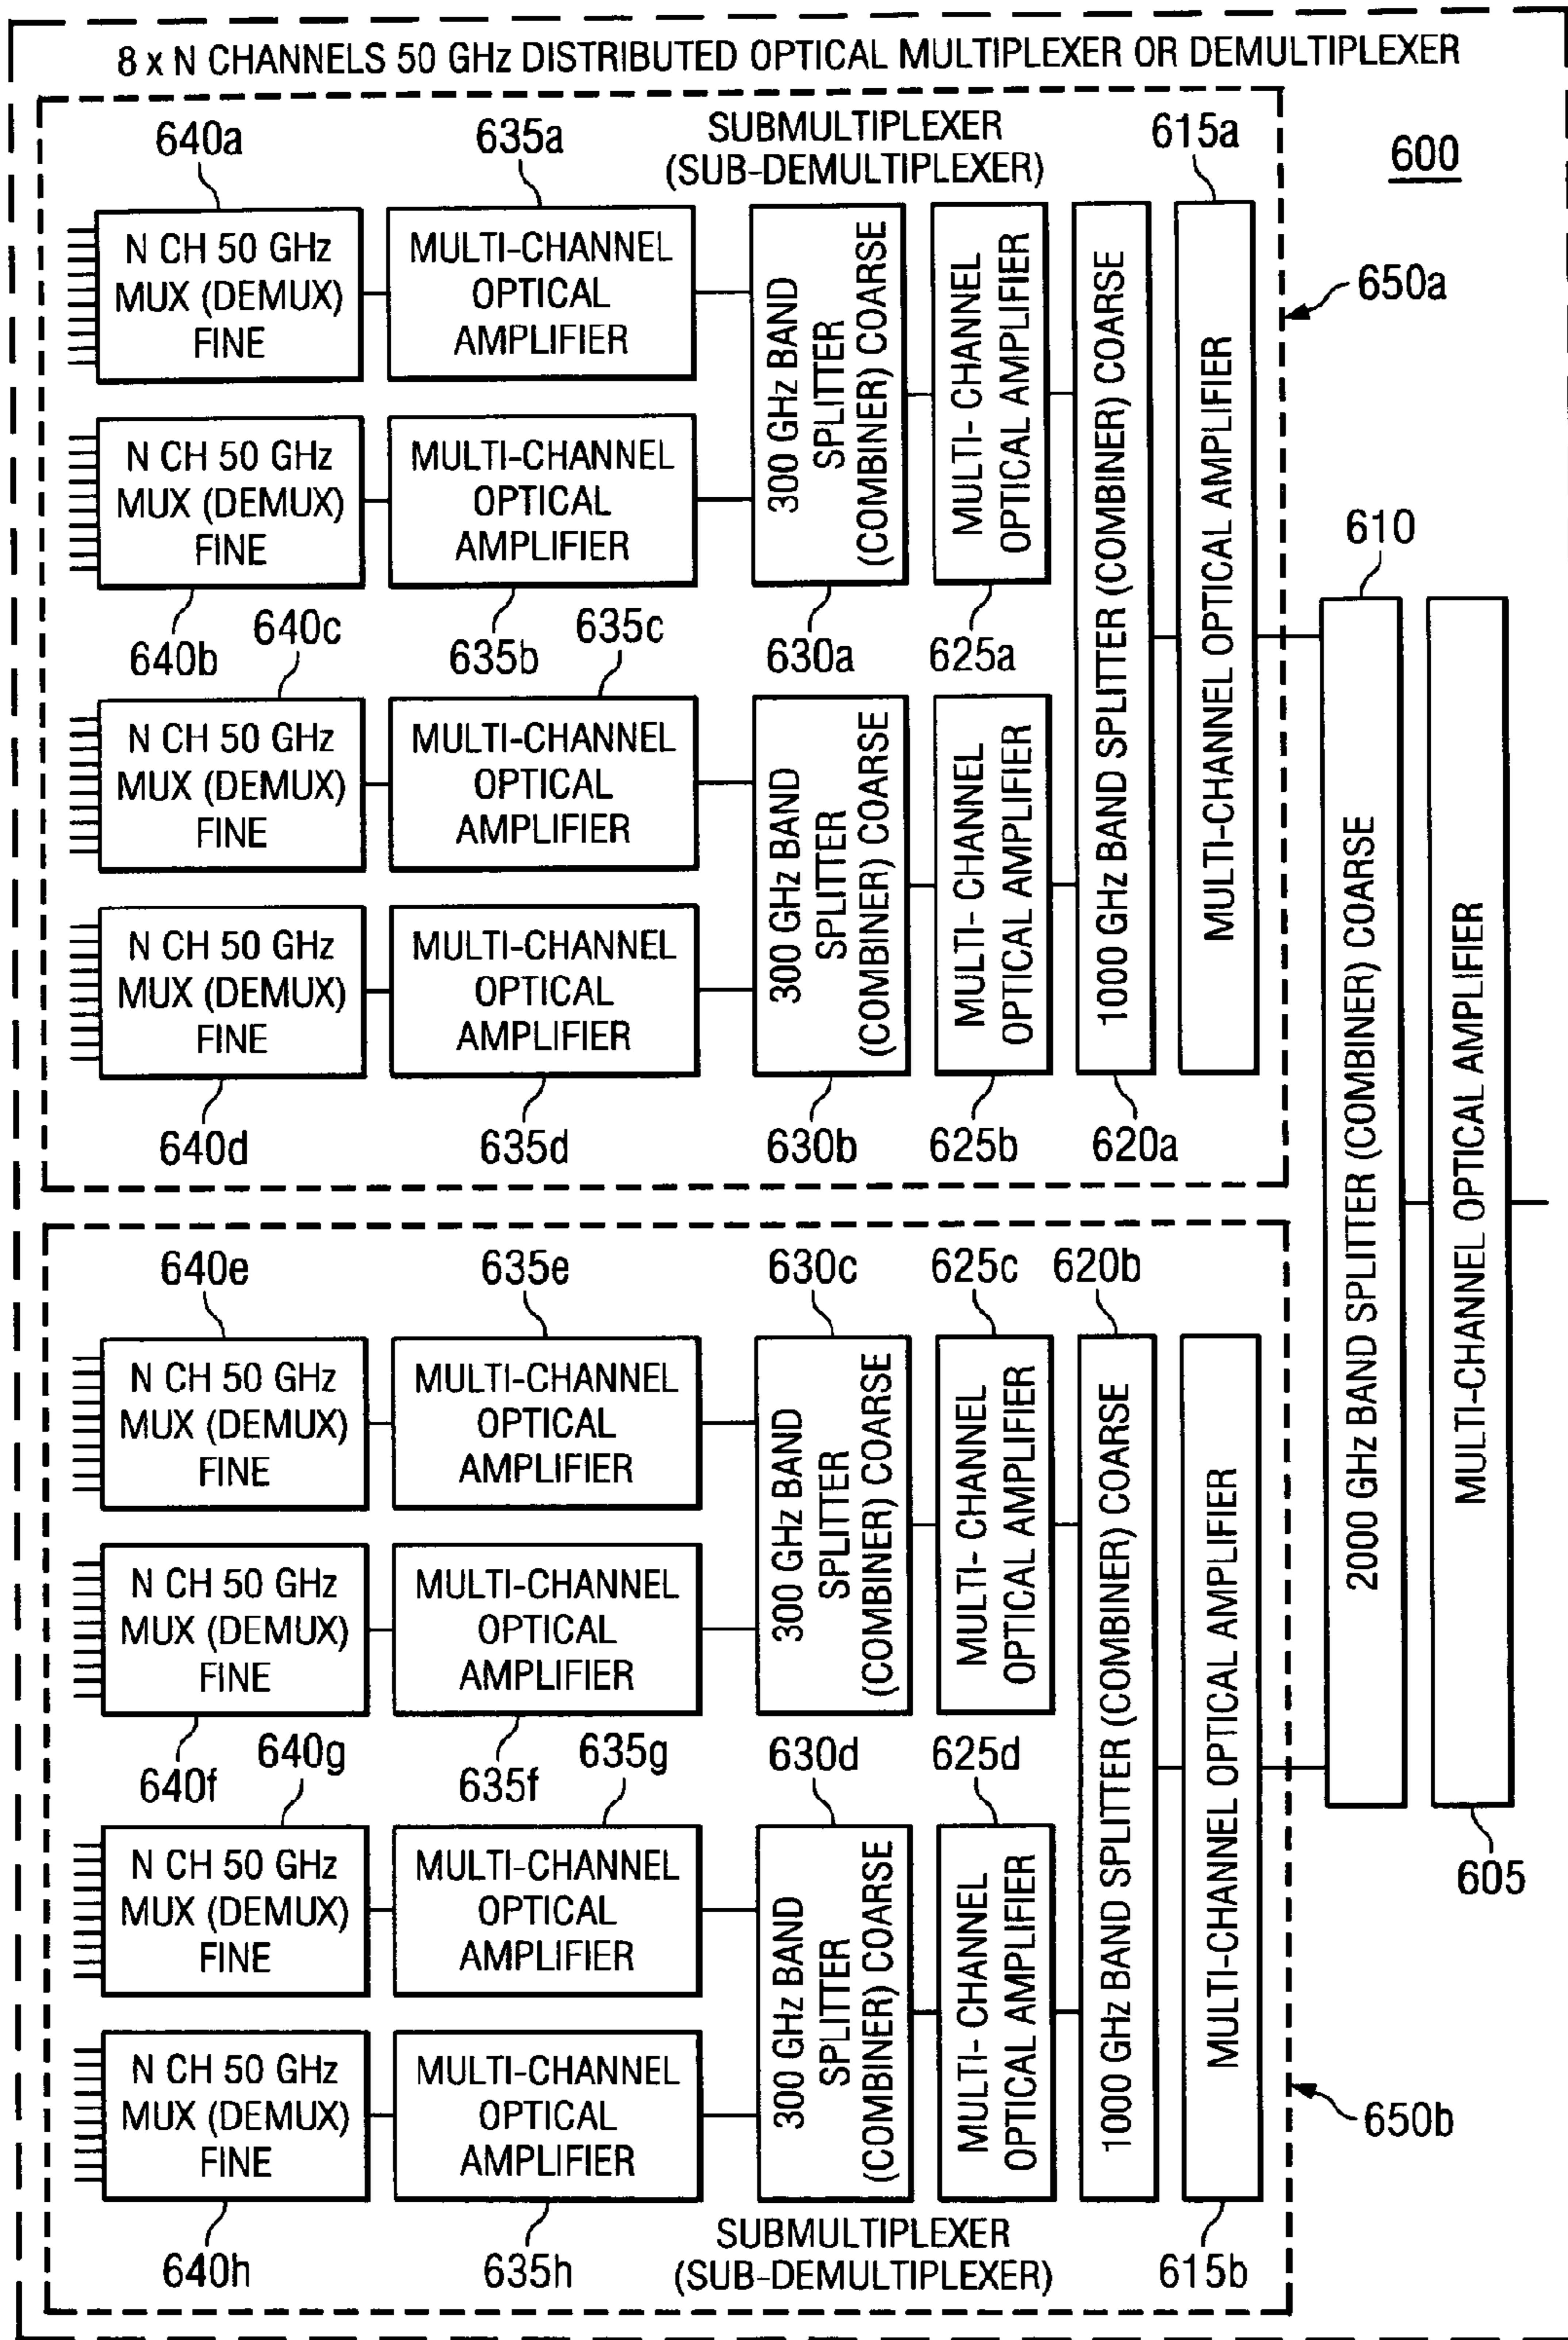 8 x N CHANNELS 50 GHz DISTRIBUTED OPTICAL MULTIPLEXER OR DEMULTIPLEXER
600
SUBMULTIPLEXER
(SUB-DEMULTIPLEXER)
640a
635a
615a
650a
N CH 50 GHz
MUX (DEMUX)
FINE
MULTI-CHANNEL
OPTICAL
AMPLIFIER
N CH 50 GHz
MUX (DEMUX)
FINE
MULTI-CHANNEL
OPTICAL
AMPLIFIER
300 GHz BAND
SPLITTER
(COMBINER) COARSE
MULTI- CHANNEL
OPTICAL AMPLIFIER
1000 GHz BAND SPLITTER (COMBINER) COARSE
MULTI-CHANNEL OPTICAL AMPLIFIER
640b
640c
635b
635c
630a
625a
610
N CH 50 GHz
MUX (DEMUX)
FINE
MULTI-CHANNEL
OPTICAL
AMPLIFIER
N CH 50 GHz
MUX (DEMUX)
FINE
MULTI-CHANNEL
OPTICAL
AMPLIFIER
300 GHz BAND
SPLITTER
(COMBINER) COARSE
MULTI- CHANNEL
OPTICAL AMPLIFIER
640d
635d
630b
625b
620a
2000 GHz BAND SPLITTER (COMBINER) COARSE
MULTI-CHANNEL OPTICAL AMPLIFIER
605
640e
635e
630c
625c
620b
N CH 50 GHz
MUX (DEMUX)
FINE
MULTI-CHANNEL
OPTICAL
AMPLIFIER
N CH 50 GHz
MUX (DEMUX)
FINE
MULTI-CHANNEL
OPTICAL
AMPLIFIER
300 GHz BAND
SPLITTER
(COMBINER) COARSE
MULTI- CHANNEL
OPTICAL AMPLIFIER
1000 GHz BAND SPLITTER (COMBINER) COARSE
MULTI-CHANNEL OPTICAL AMPLIFIER
640f
640g
635f
635g
630d
625d
N CH 50 GHz
MUX (DEMUX)
FINE
MULTI-CHANNEL
OPTICAL
AMPLIFIER
N CH 50 GHz
MUX (DEMUX)
FINE
MULTI-CHANNEL
OPTICAL
AMPLIFIER
300 GHz BAND
SPLITTER
(COMBINER) COARSE
MULTI- CHANNEL
OPTICAL AMPLIFIER
650b
640h
635h
SUBMULTIPLEXER
(SUB-DEMULTIPLEXER)
615b